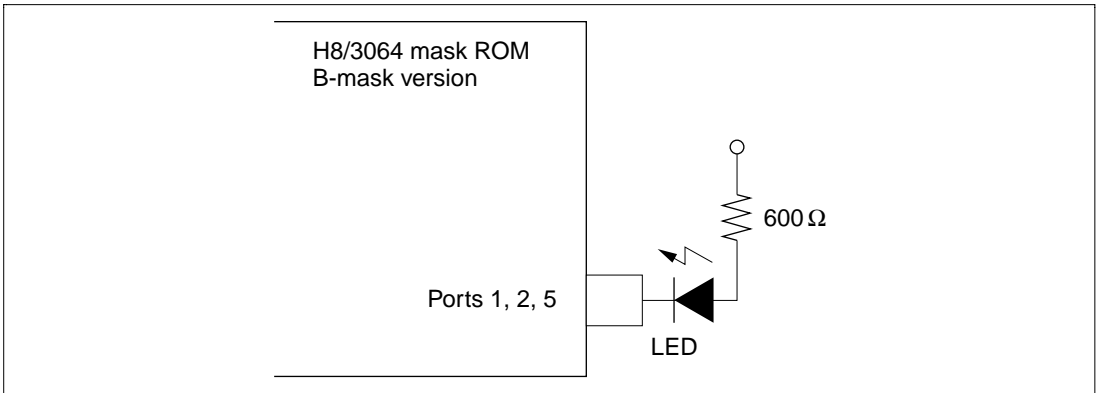 H8/3064 mask ROM
B-mask version
600 Ω
Ports 1, 2, 5
LED